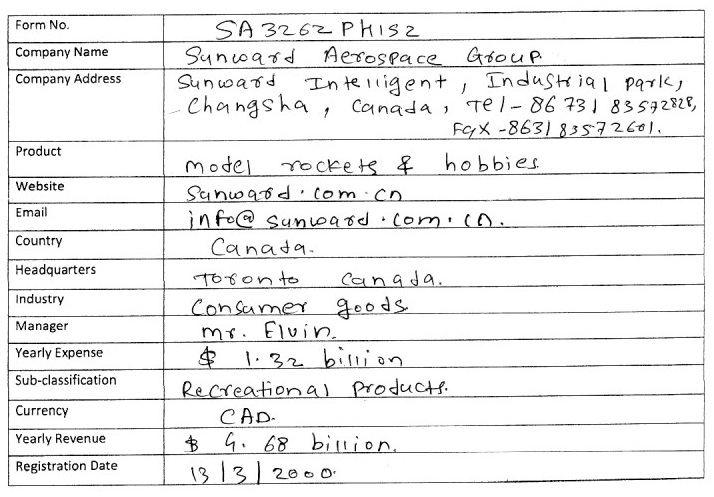 Form No. SA3262PHIS2
Company Name Sunward Aerospace Group
Company Address Sunward Intelligent, Industrial park,
Changsha, Canada, Tel-86 731 83572828,
Fax-8631 83572601.
Product model rockets & hobbies
Website Sunward.com.cn
Email info@sunward.com.cn.
Country Canada.
Headquarters Toronto Canada.
Industry Consumer goods
Manager mr. Elvin.
Yearly Expense $ 1.32 billion
Sub-classification Recreational Products.
Currency CAD.
Yearly Revenue $ 9.68 billion.
Registration Date 13/3/2000.